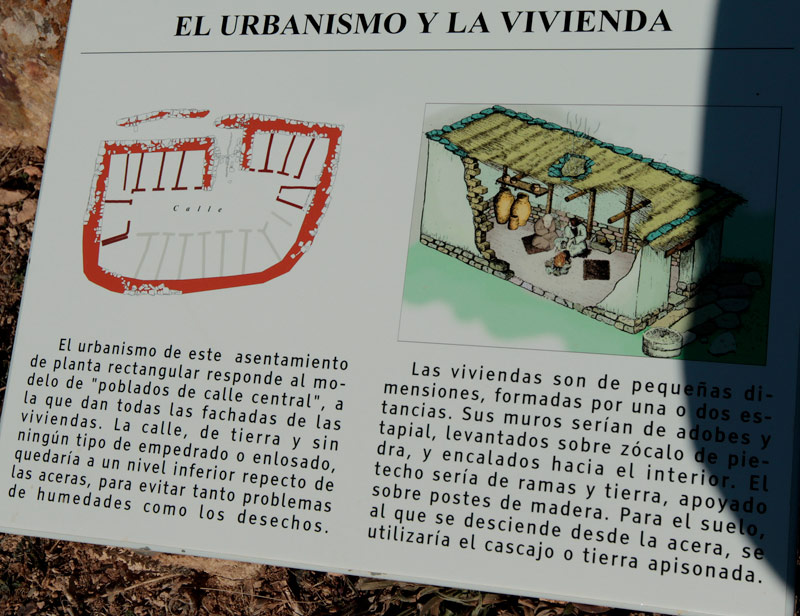 EL URBANISMO Y LA VIVIENDA
Calle
El urbanismo de este asentamiento
de planta rectangular responde al mo-
delo de "poblados de calle central", a
la que dan todas las fachadas de las
viviendas. La calle, de tierra y sin
ningún tipo de empedrado o enlosado,
quedaría a un nivel inferior repecto de
las aceras, para evitar tanto problemas
de humedades como los desechos.
Las viviendas son de pequeñas di-
mensiones, formadas por una o dos es-
tancias. Sus muros serían de adobes y
tapial, levantados sobre zócalo de pie-
dra, y encalados hacia el interior. El
techo sería de ramas y tierra, apoyado
sobre postes de madera. Para el suelo,
al que se desciende desde la acera, se
utilizaría el cascajo o tierra apisonada.